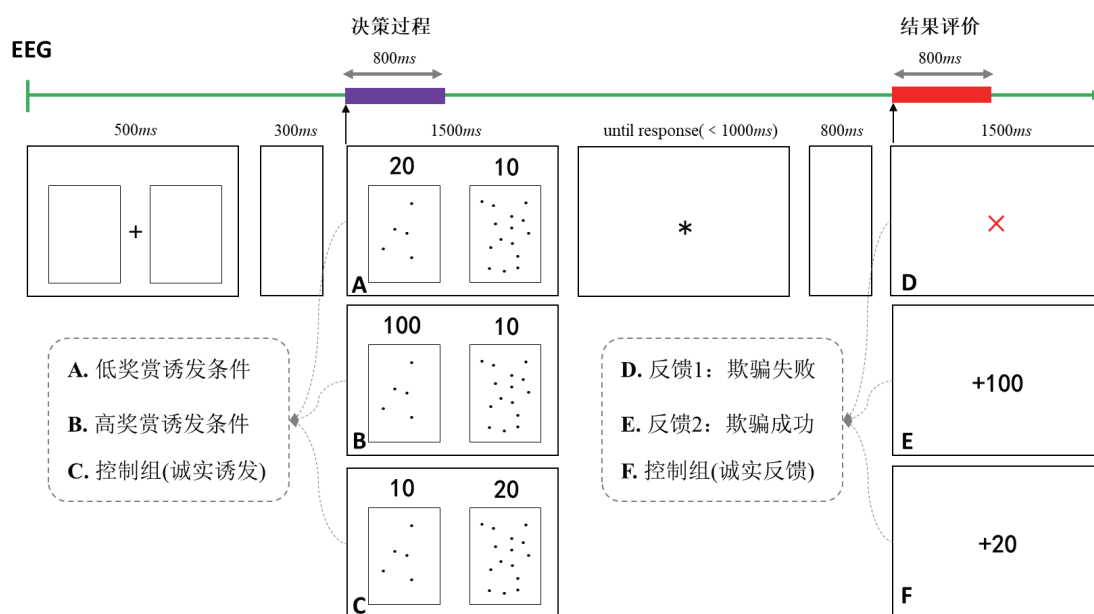 决策过程
结果评价
EEG
800ms
800ms
500ms
300ms
1500ms
until response( < 1000ms)
800ms
1500ms
+
20
10
A
*
×
D
100
10
B
+100
E
10
20
C
+20
F
A. 低奖赏诱发条件
B. 高奖赏诱发条件
C. 控制组(诚实诱发)
D. 反馈1：欺骗失败
E. 反馈2：欺骗成功
F. 控制组(诚实反馈)